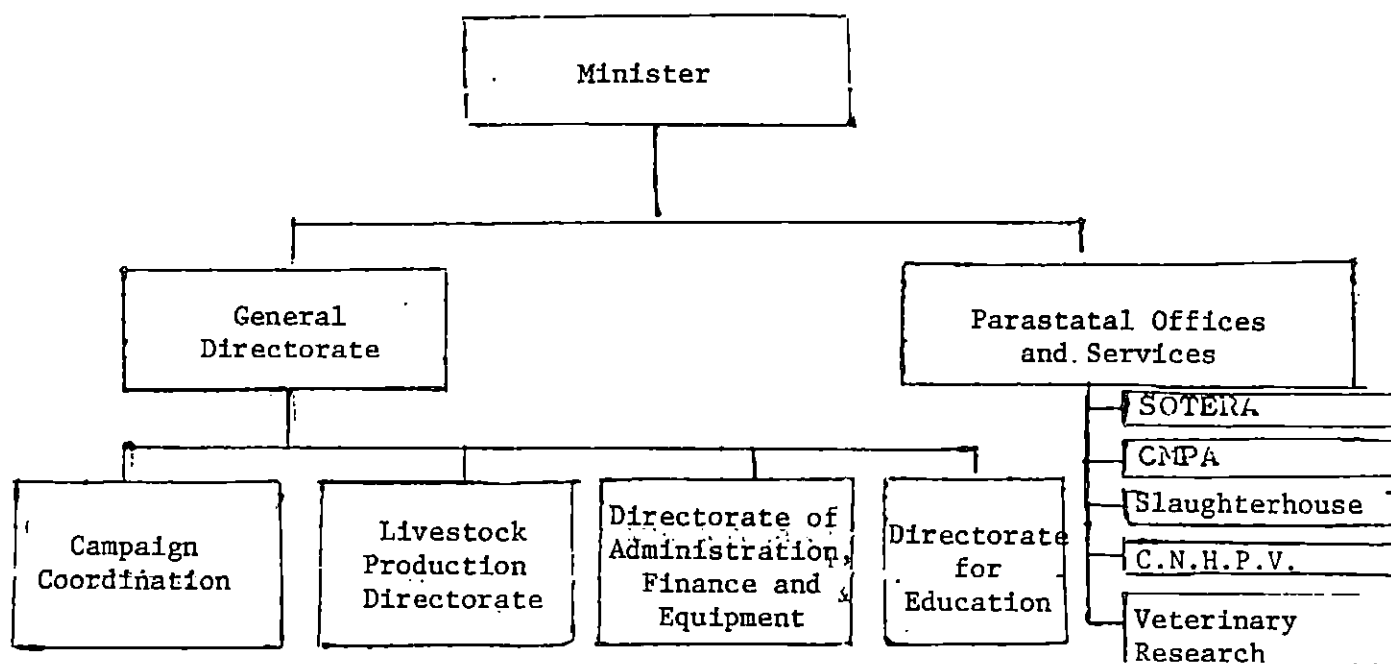 Minister
General
Directorate
Parastatal Offices
and Services
SOTERA
CMPA
Slaughterhouse
C.N.H.P.V.
Veterinary
Research
Campaign
Coordination
Livestock
Production
Directorate
Directorate of
Administration,
Finance and
Equipment
Directorate
for
Education